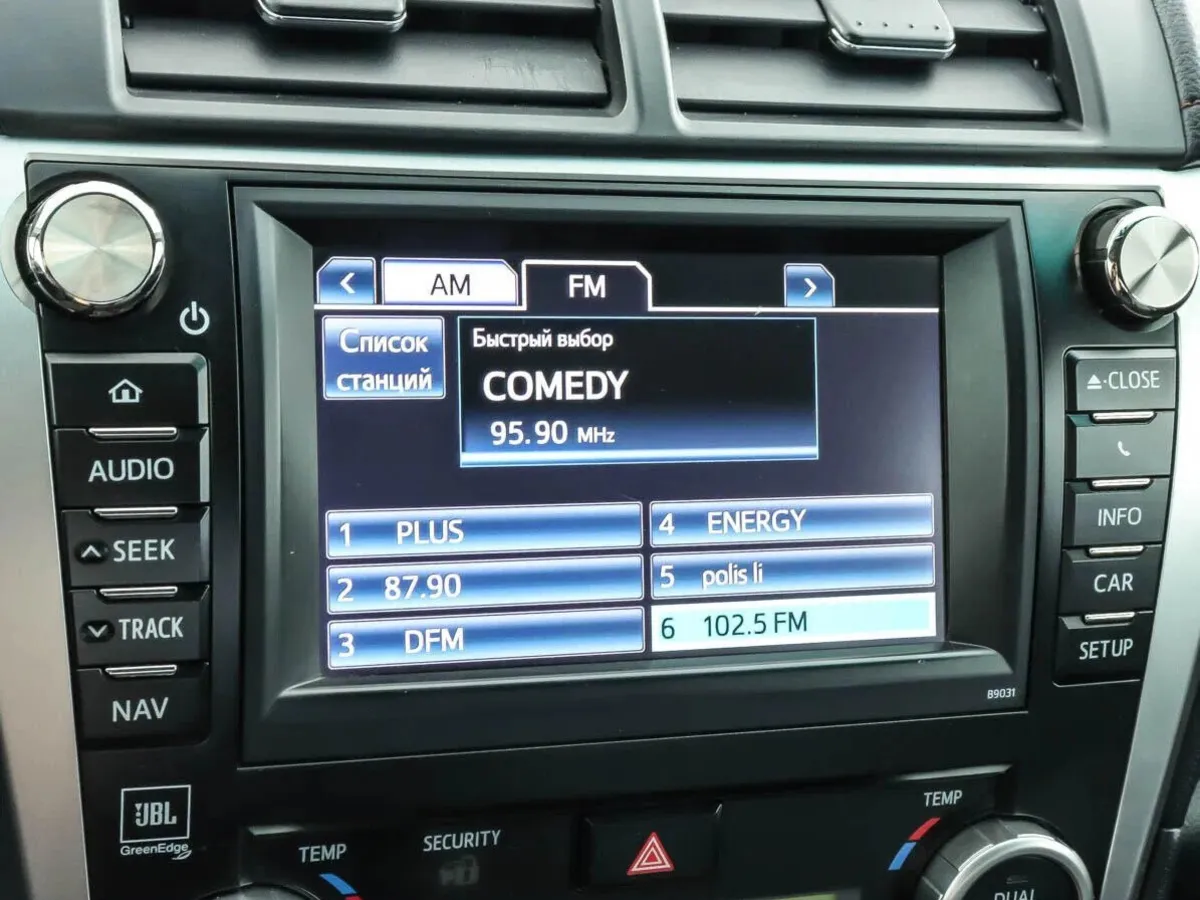 AM
FM
Список
станций
Быстрый выбор
COMEDY
95.90 MHz
1 PLUS
2 87.90
3 DFM
4 ENERGY
5 polis li
6 102.5 FM
AUDIO
SEEK
TRACK
NAV
CLOSE
INFO
CAR
SETUP
B9031
JBL
GreenEdge
TEMP
SECURITY
TEMP
DUAL